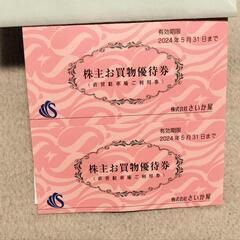 有効期限
2024年5月31日まで
株主お買物優待券
(直営駐車場ご利用券)
株式会社さいか屋
有効期限
2024年5月31日まで
株主お買物優待券
(直営駐車場ご利用券)
株式会社さいか屋